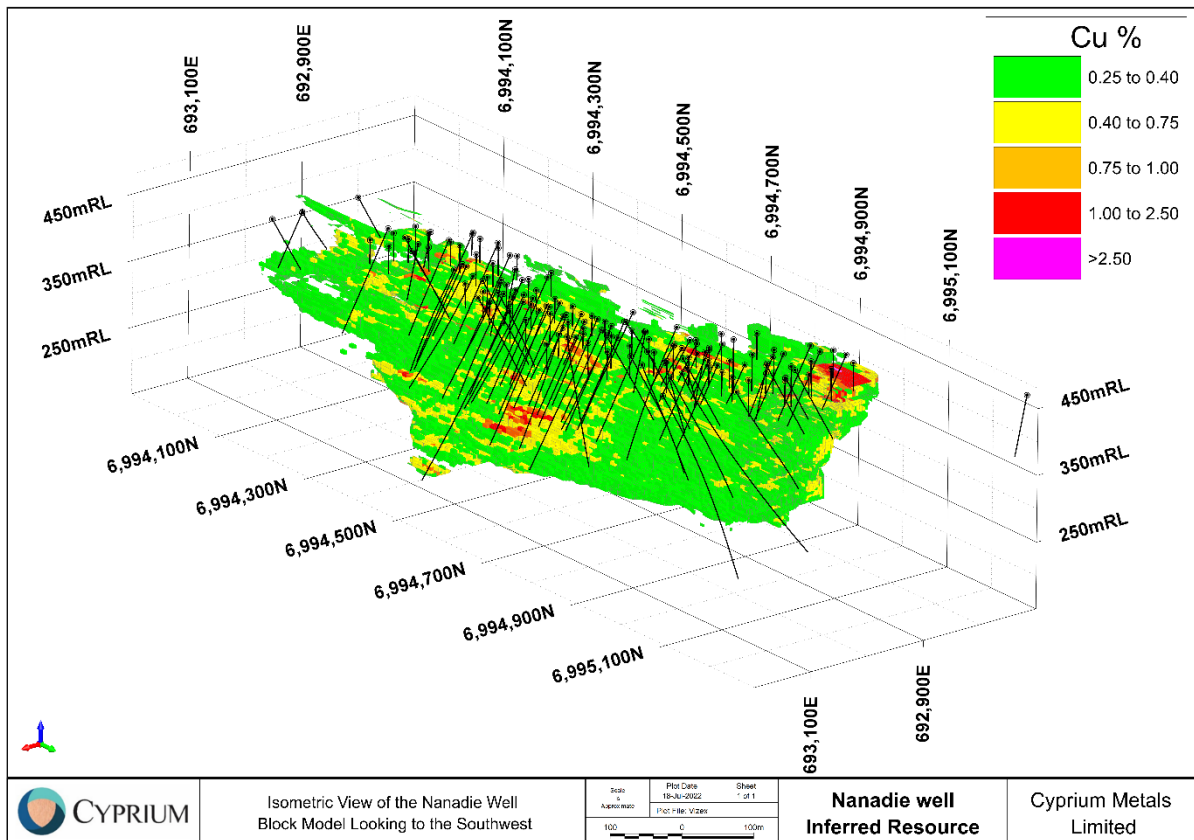 693,100E
692,900E
6,994,100N
6,994,300N
6,994,500N
6,994,700N
6,994,900N
6,995,100N
Cu %
0.25 to 0.40
0.40 to 0.75
0.75 to 1.00
1.00 to 2.50
>2.50
450mRL
350mRL
250mRL
450mRL
350mRL
250mRL
6,994,100N
6,994,300N
6,994,500N
6,994,700N
6,994,900N
6,995,100N
693,100E
692,900E
CYPRIUM
Isometric View of the Nanadie Well
Block Model Looking to the Southwest
Scale
Approximate
Plot Date
18-Jul-2022
Sheet
1 of 1
Plot File: Vizex
100 0 100m
Nanadie well
Inferred Resource
Cyprium Metals
Limited